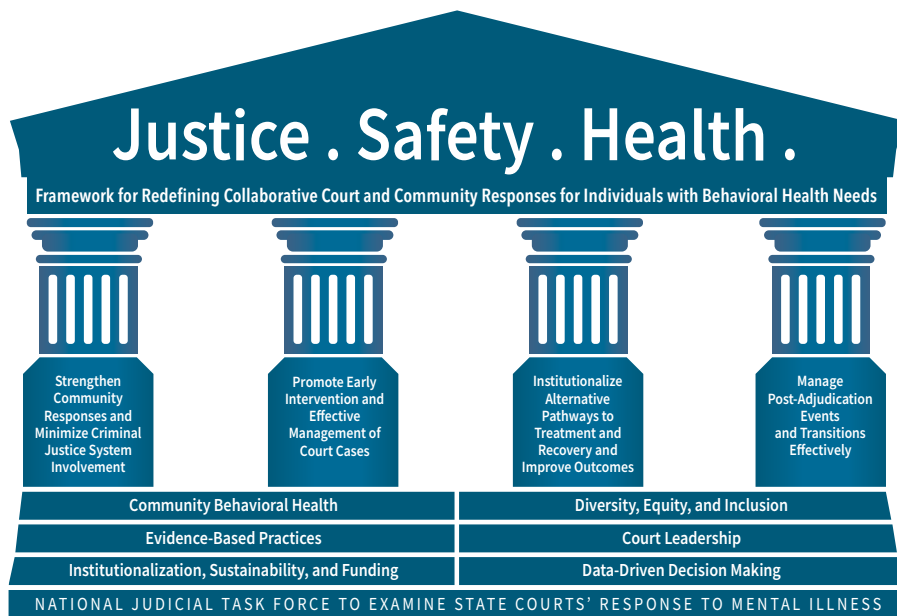 Justice . Safety . Health .
Framework for Redefining Collaborative Court and Community Responses for Individuals with Behavioral Health Needs
Strengthen
Community
Responses and
Minimize Criminal
Justice System
Involvement
Promote Early
Intervention and
Effective
Management of
Court Cases
Institutionalize
Alternative
Pathways to
Treatment and
Recovery and
Improve Outcomes
Manage
Post-Adjudication
Events
and Transitions
Effectively
Community Behavioral Health
Diversity, Equity, and Inclusion
Evidence-Based Practices
Court Leadership
Institutionalization, Sustainability, and Funding
Data-Driven Decision Making
NATIONAL JUDICIAL TASK FORCE TO EXAMINE STATE COURTS’ RESPONSE TO MENTAL ILLNESS